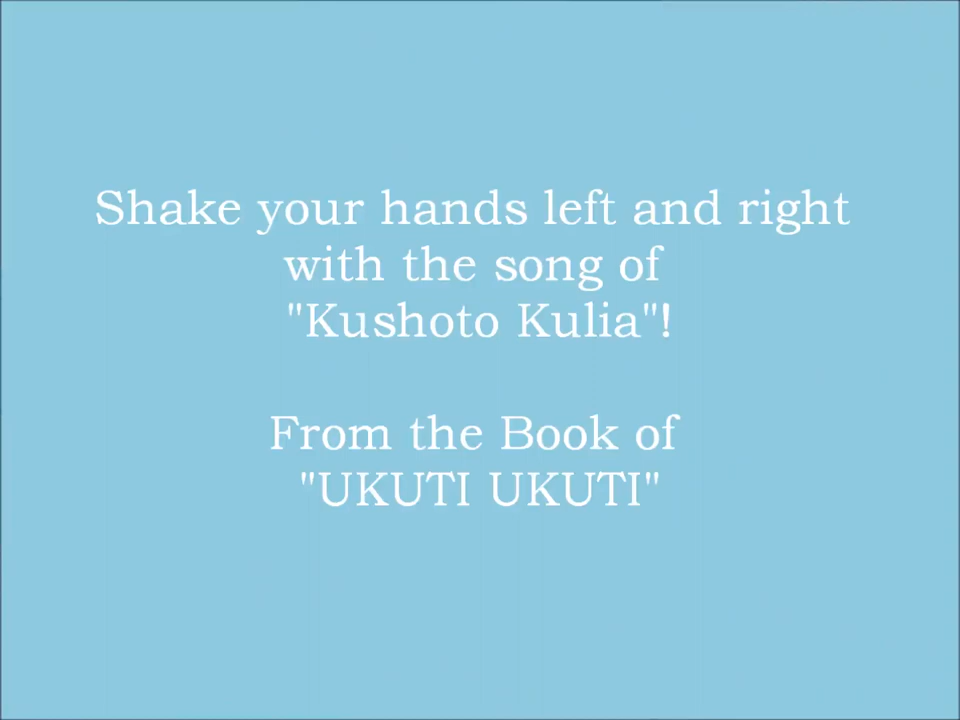 Shake your hands left and right
with the song of
"Kushoto Kulia"!
From the Book of
"UKUTI UKUTI"